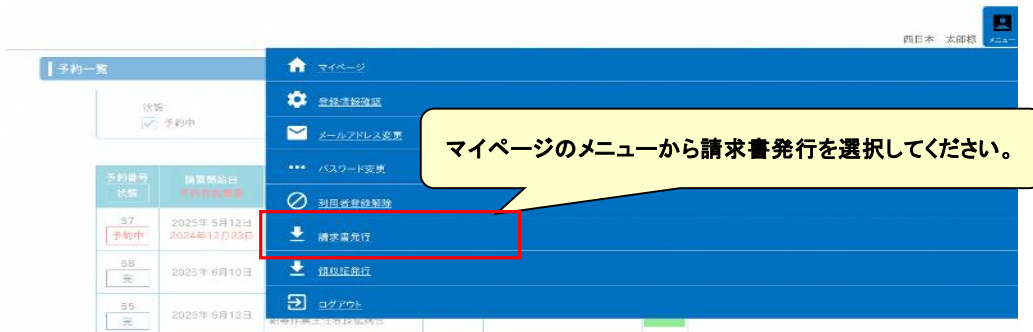 西日本 太郎様
メニュー
予約一覧
マイページ
状態
予約中
登録情報確認
メールアドレス変更
マイページのメニューから請求書発行を選択してください。
パスワード変更
予約番号
状態
講習開始日
利用者登録解除
57
予約中
2025年 5月12日
2024年12月23日
請求書発行
58
完
2025年 6月10日
領収証発行
55
完
2025年 5月12日
ログアウト